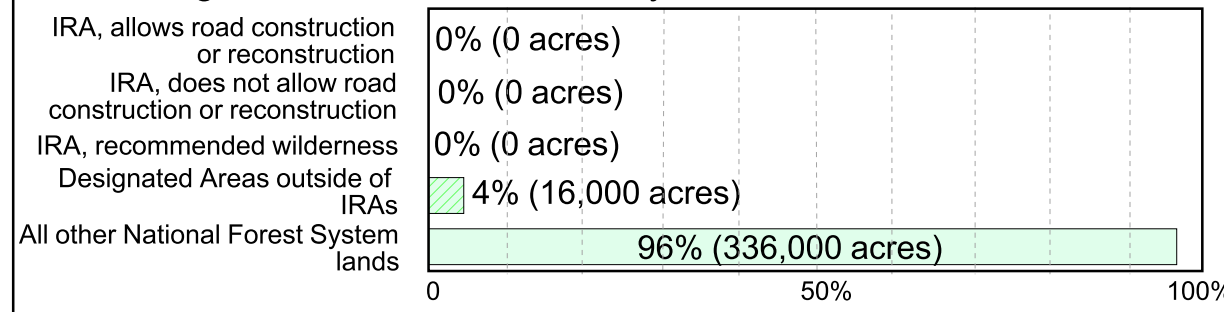 IRA, allows road construction
or reconstruction
0% (0 acres)
IRA, does not allow road
construction or reconstruction
0% (0 acres)
IRA, recommended wilderness
0% (0 acres)
Designated Areas outside of
IRAs
4% (16,000 acres)
All other National Forest System
lands
96% (336,000 acres)
0 50% 100%